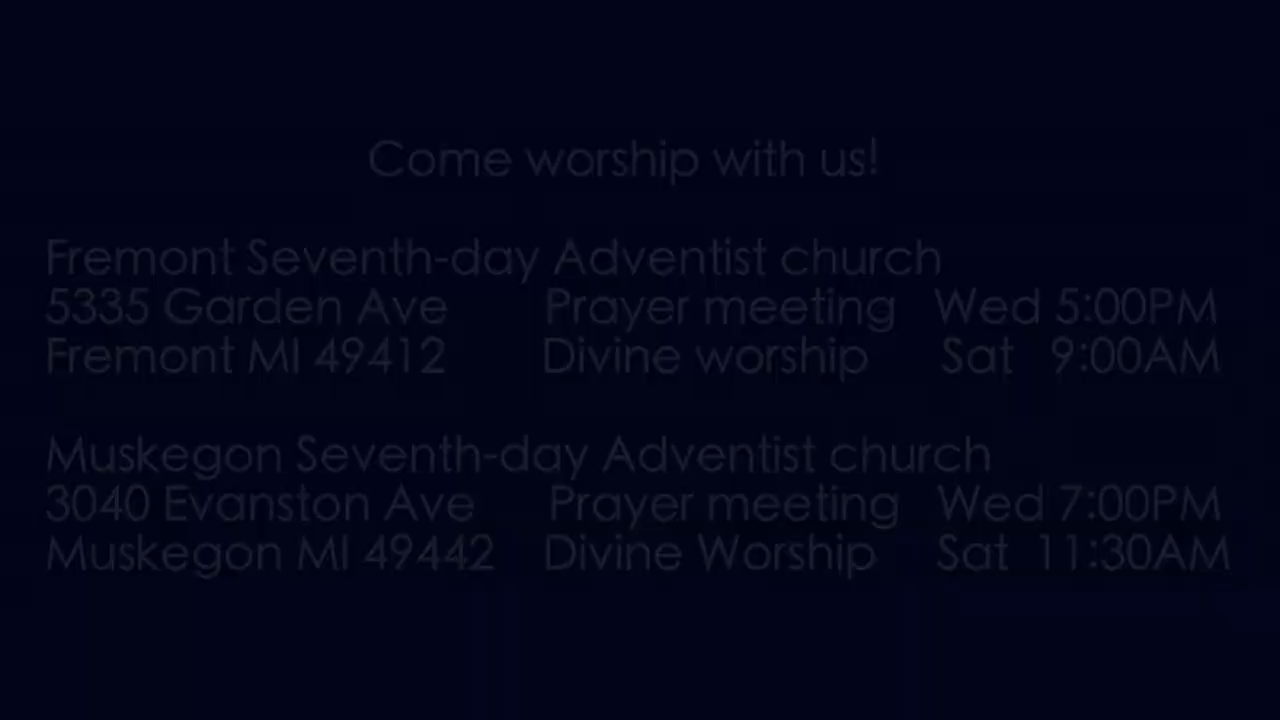 Come worship with us!
Fremont Seventh-day Adventist church
5335 Garden Ave Prayer meeting Wed 5:00PM
Fremont MI 49412 Divine worship Sat 9:00AM
Muskegon Seventh-day Adventist church
3040 Evanston Ave Prayer meeting Wed 7:00PM
Muskegon MI 49442 Divine Worship Sat 11:30AM